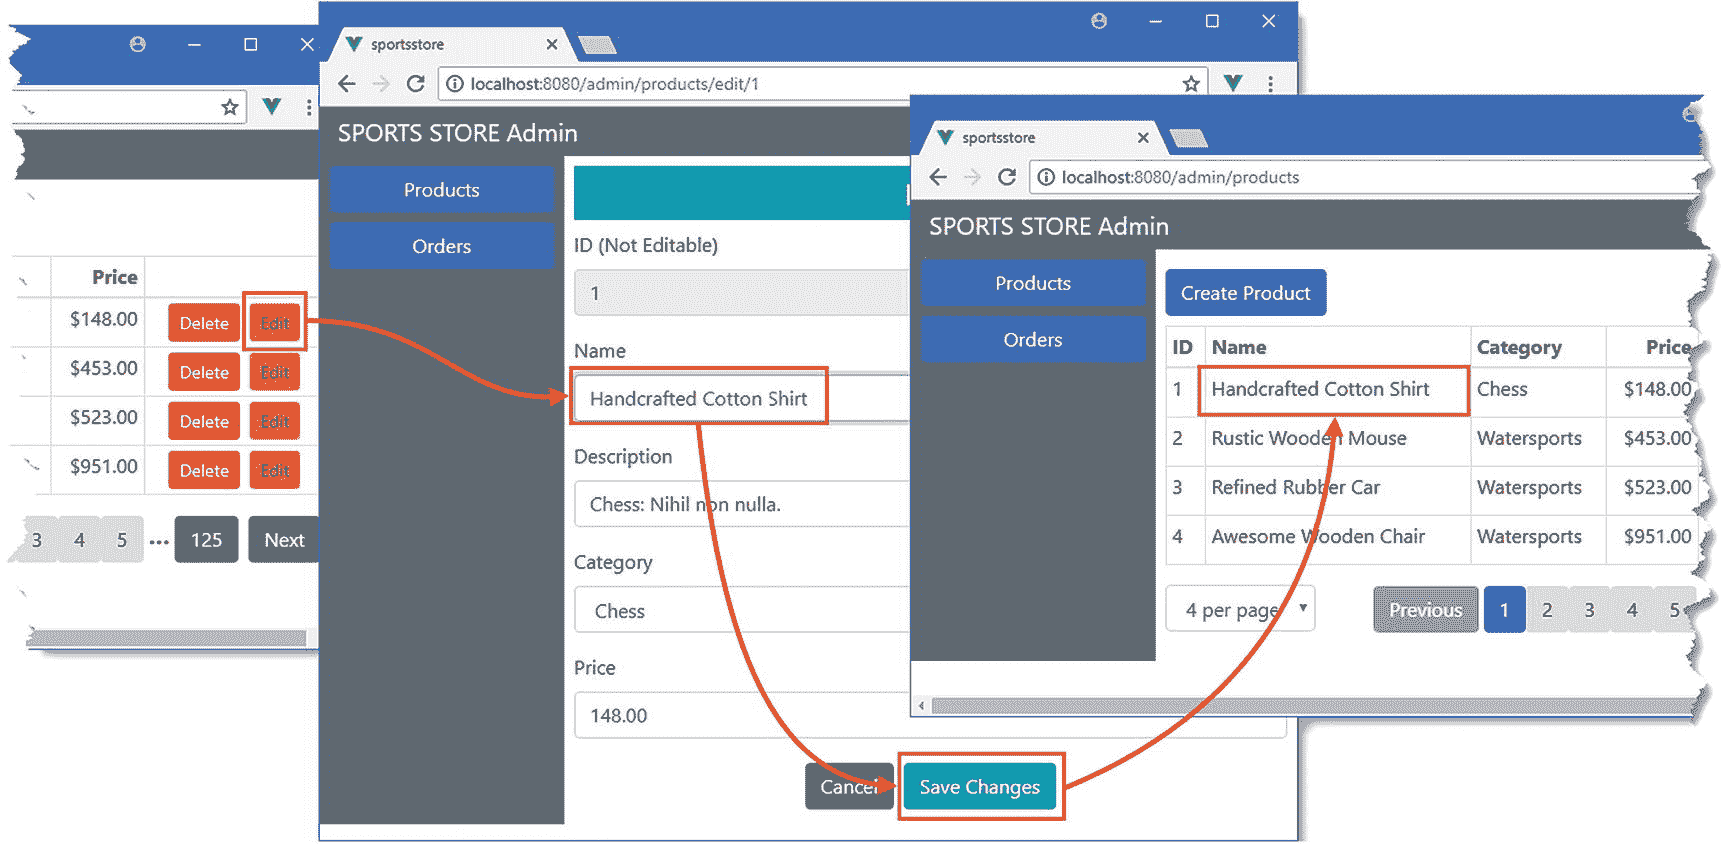 Price
$148.00 Delete Edit
$453.00 Delete Edit
$523.00 Delete Edit
$951.00 Delete Edit
3 4 5 ... 125 Next
sportsstore
localhost:8080/admin/products/edit/1
SPORTS STORE Admin
Products
Orders
ID (Not Editable)
1
Name
Handcrafted Cotton Shirt
Description
Chess: Nihil non nulla.
Category
Chess
Price
148.00
Cancel Save Changes
sportsstore
localhost:8080/admin/products
SPORTS STORE Admin
Products
Orders
Create Product
ID Name Category Price
1 Handcrafted Cotton Shirt Chess $148.00
2 Rustic Wooden Mouse Watersports $453.00
3 Refined Rubber Car Watersports $523.00
4 Awesome Wooden Chair Watersports $951.00
4 per page Previous 1 2 3 4 5